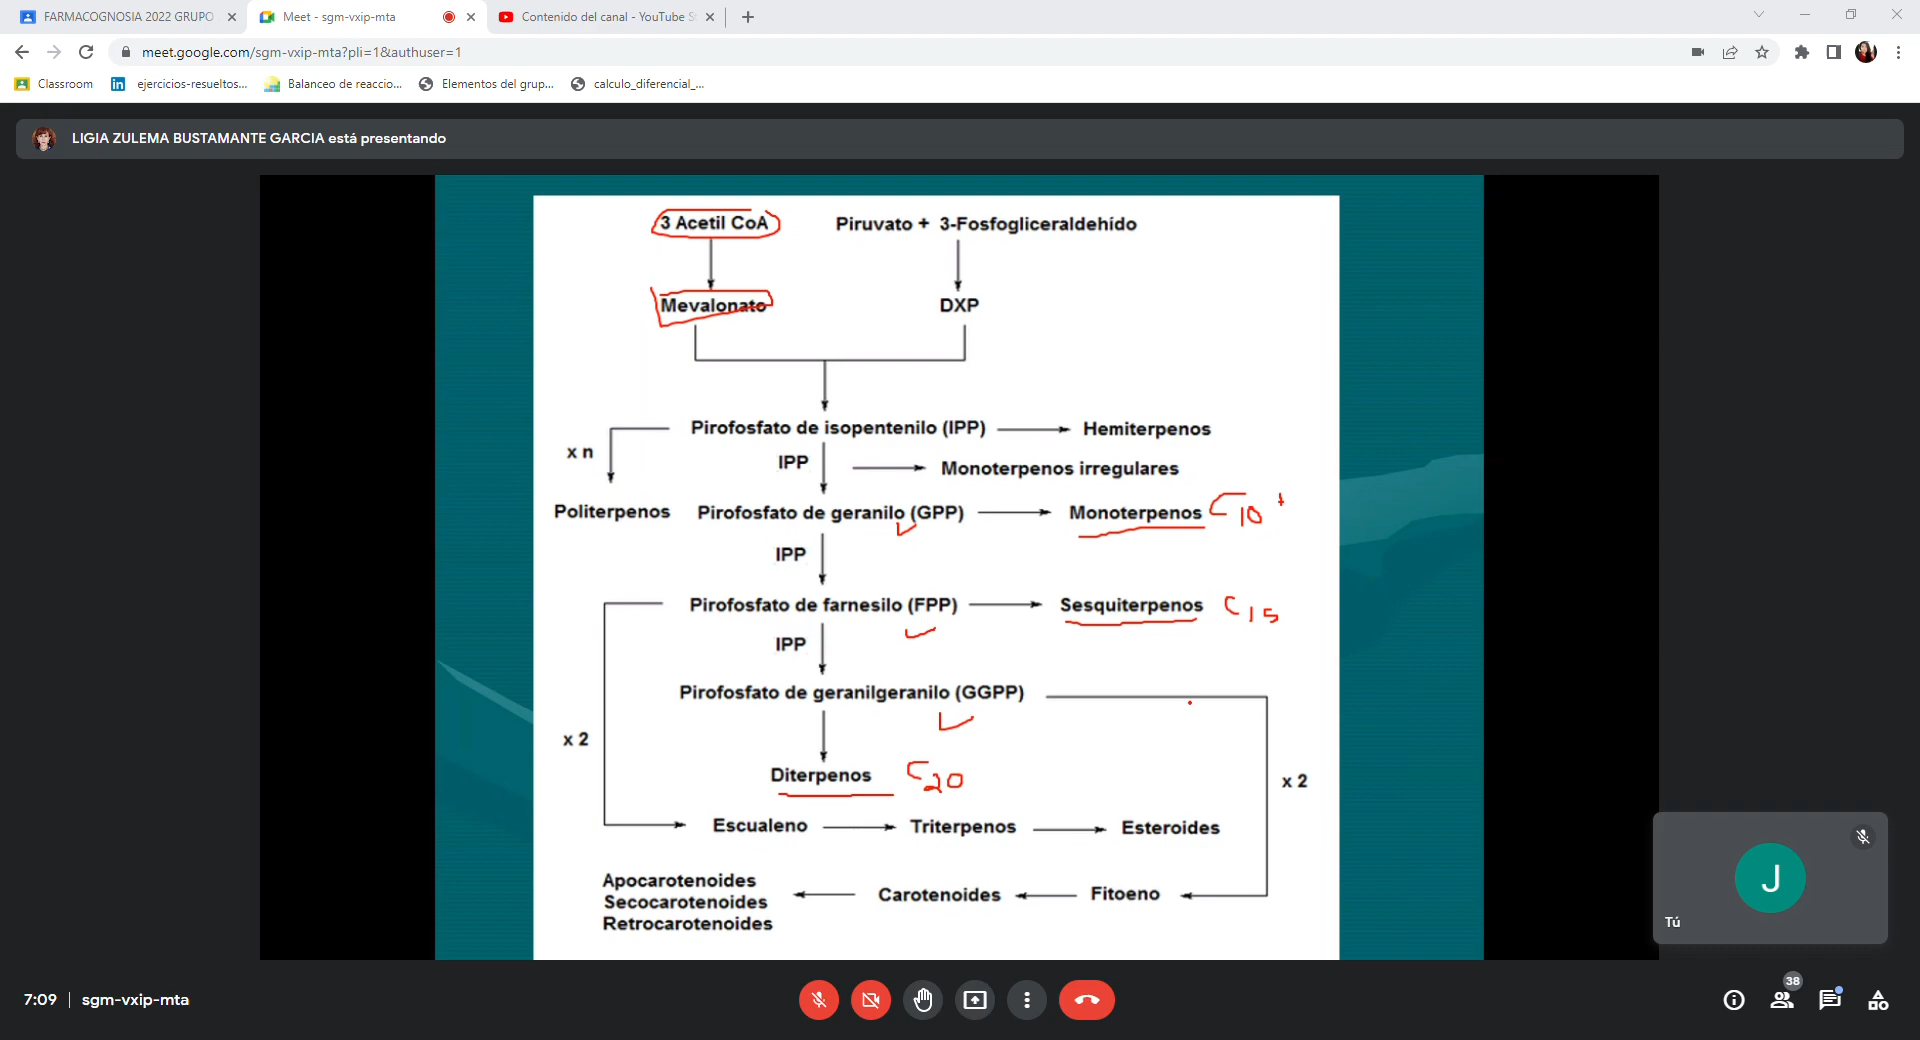 FARMACOGNOSIA 2022 GRUPO
Meet - sgm-vxip-mta
Contenido del canal - YouTube S
meet.google.com/sgm-vxip-mta?pli=1&authuser=1
Classroom
ejercicios-resueltos...
Balanceo de reaccio...
Elementos del grup...
calculo_diferencial_...
LIGIA ZULEMA BUSTAMANTE GARCIA está presentando
3 Acetil CoA
Piruvato + 3-Fosfogliceraldehído
Mevalonato
DXP
Pirofosfato de isopentenilo (IPP)
Hemiterpenos
x n
IPP
Monoterpenos irregulares
Politerpenos
Pirofosfato de geranilo (GPP)
Monoterpenos
C10
IPP
Pirofosfato de farnesilo (FPP)
Sesquiterpenos
C15
IPP
Pirofosfato de geranilgeranilo (GGPP)
x 2
Diterpenos
C20
x 2
Escualeno
Triterpenos
Esteroides
Apocarotenoides
Secocarotenoides
Retrocarotenoides
Carotenoides
Fitoeno
J
Tú
7:09
sgm-vxip-mta
38